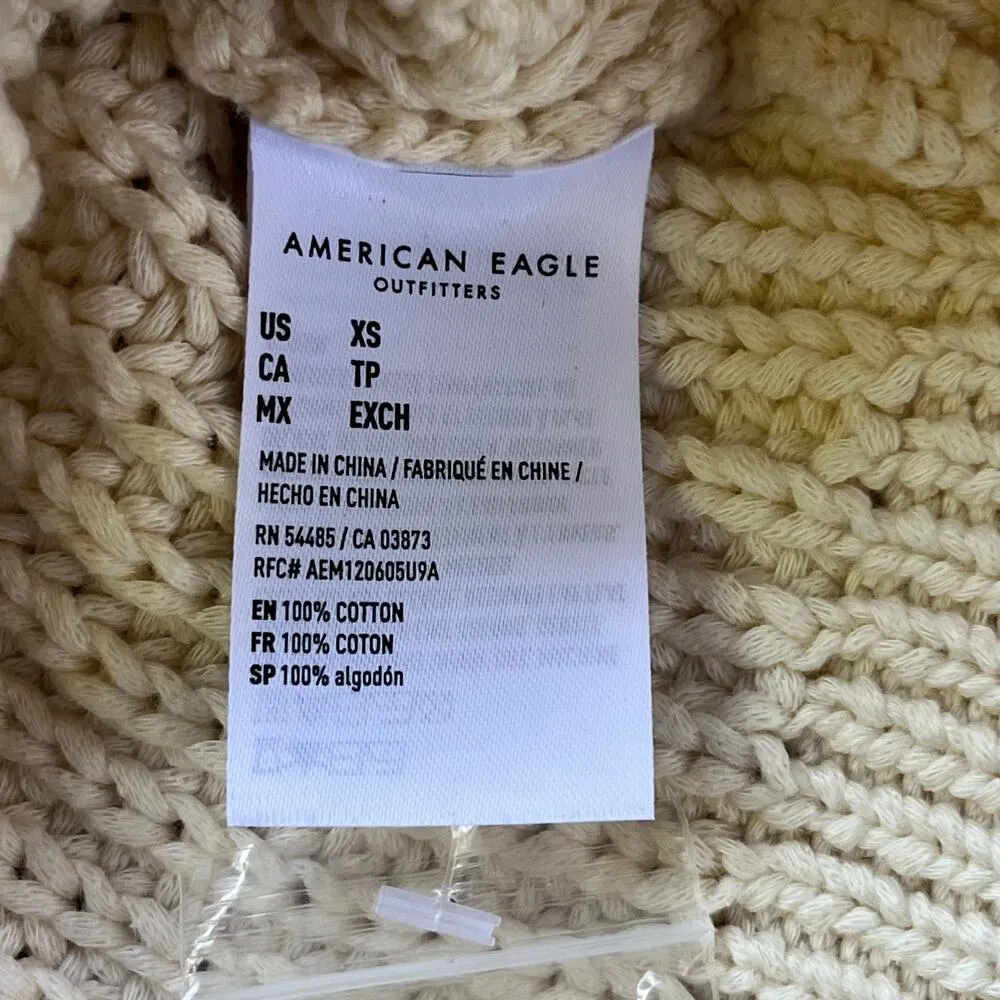 AMERICAN EAGLE
OUTFITTERS
US XS
CA TP
MX EXCH
MADE IN CHINA / FABRIQUÉ EN CHINE /
HECHO EN CHINA
RN 54485 / CA 03873
RFC# AEM120605U9A
EN 100% COTTON
FR 100% COTON
SP 100% algodón